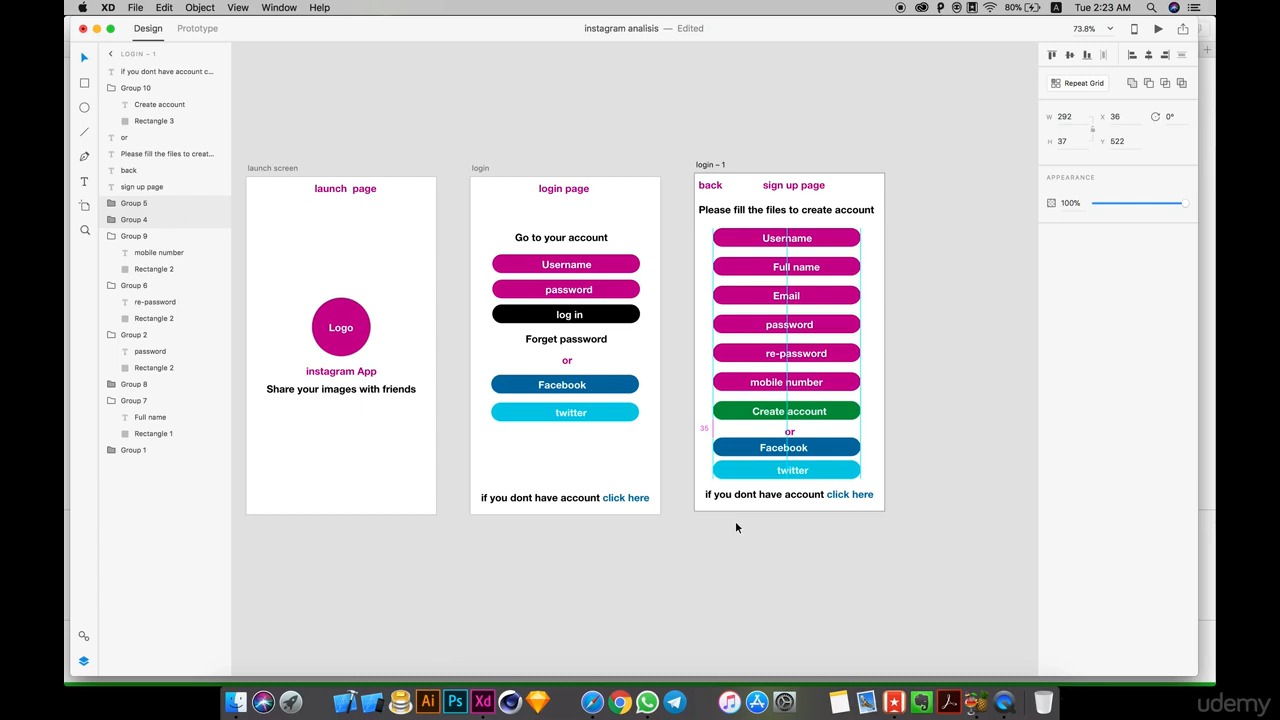 XD File Edit Object View Window Help
80% A Tue 2:23 AM
Design Prototype
instagram analisis — Edited
73.8%
LOGIN – 1
if you dont have account c...
Group 10
Create account
Rectangle 3
or
Please fill the files to creat...
back
sign up page
Group 5
Group 4
Group 9
mobile number
Rectangle 2
Group 6
re-password
Rectangle 2
Group 2
password
Rectangle 2
Group 8
Group 7
Full name
Rectangle 1
Group 1
launch screen
launch page
Logo
instagram App
Share your images with friends
login
login page
Go to your account
Username
password
log in
Forget password
or
Facebook
twitter
if you dont have account click here
login – 1
back sign up page
Please fill the files to create account
Username
Full name
Email
password
re-password
mobile number
Create account
35
or
Facebook
twitter
if you dont have account click here
Repeat Grid
W 292 X 36 0°
H 37 Y 522
APPEARANCE
100%
Ai Ps Xd
udemy